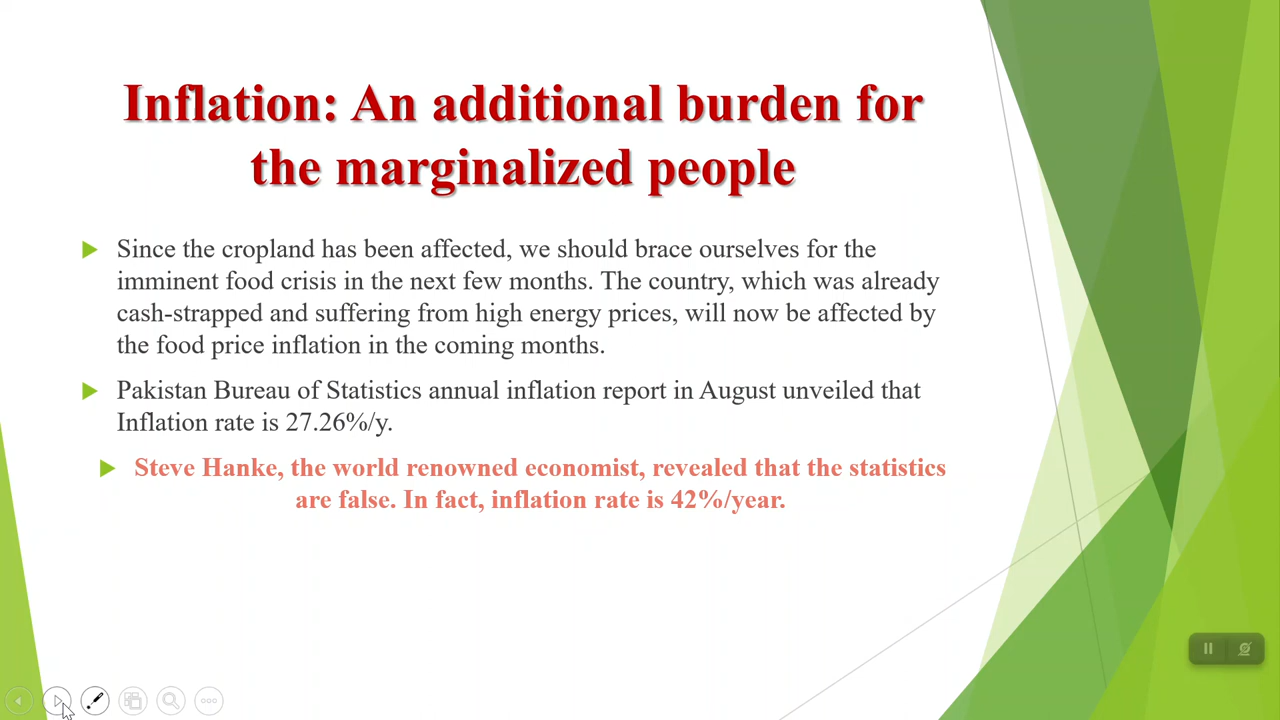 Inflation: An additional burden for
the marginalized people
Since the cropland has been affected, we should brace ourselves for the
imminent food crisis in the next few months. The country, which was already
cash-strapped and suffering from high energy prices, will now be affected by
the food price inflation in the coming months.
Pakistan Bureau of Statistics annual inflation report in August unveiled that
Inflation rate is 27.26%/y.
Steve Hanke, the world renowned economist, revealed that the statistics
are false. In fact, inflation rate is 42%/year.